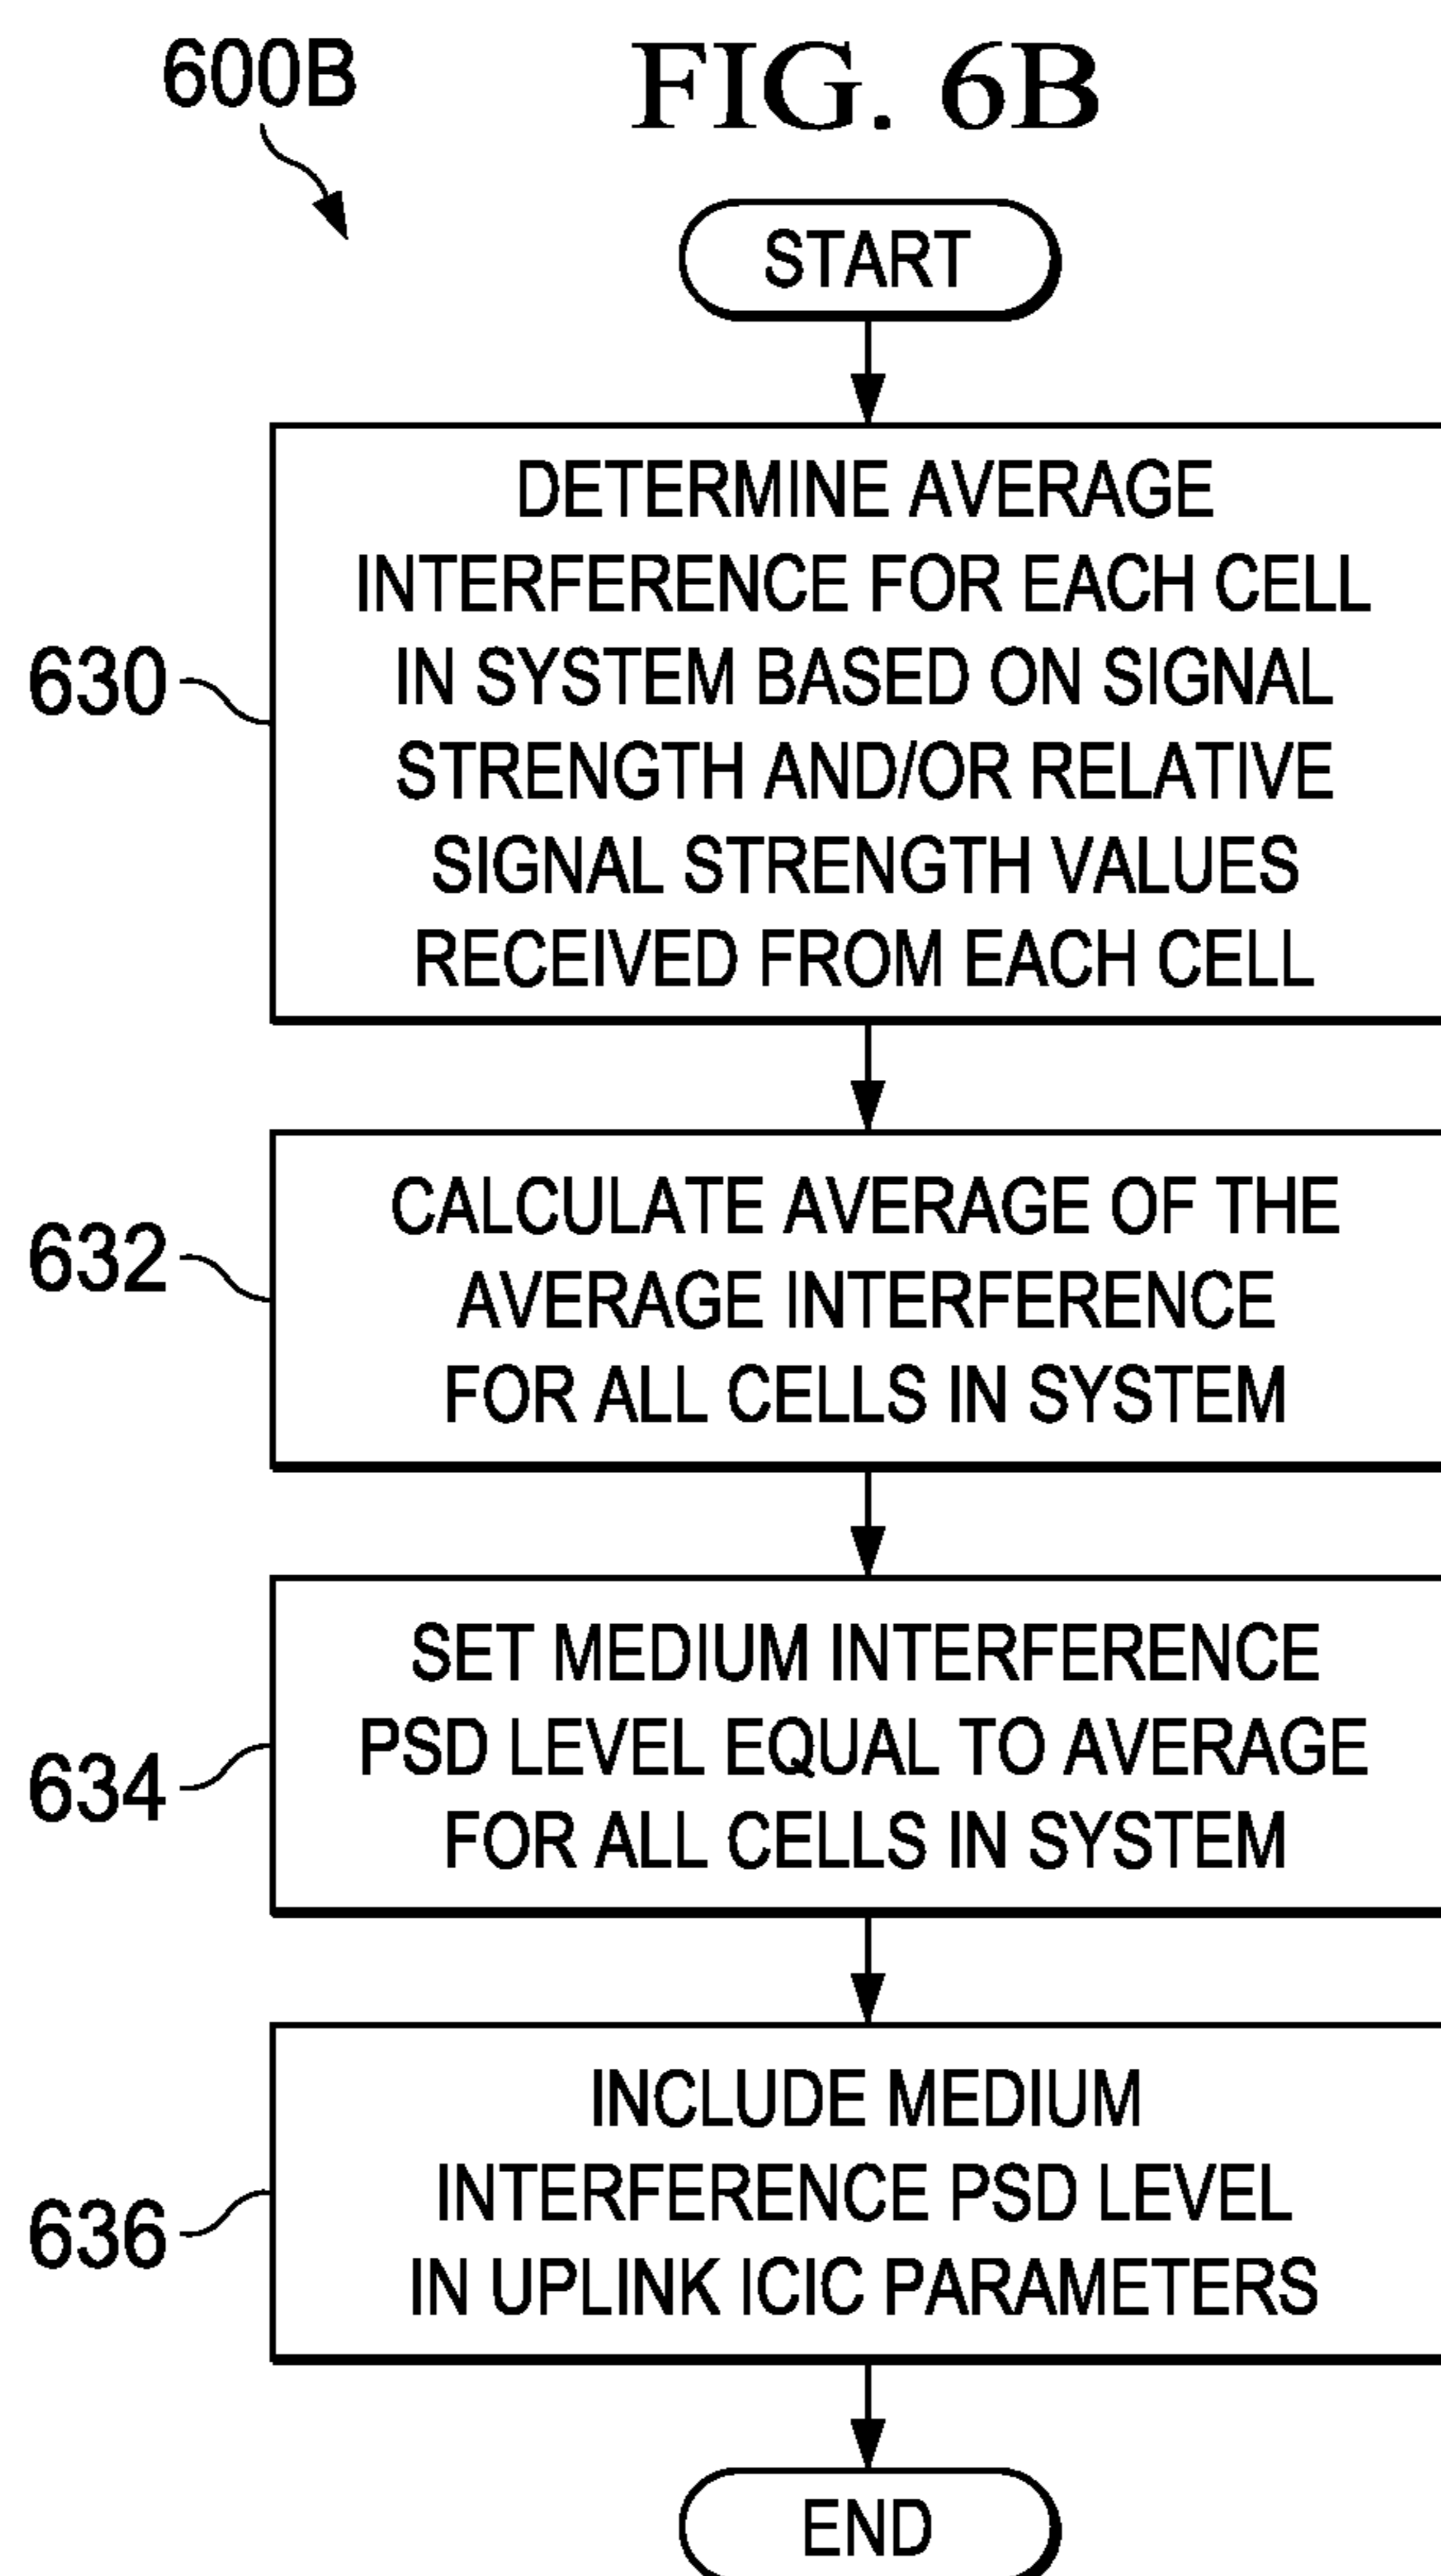 600B
FIG. 6B
START
630
DETERMINE AVERAGE
INTERFERENCE FOR EACH CELL
IN SYSTEM BASED ON SIGNAL
STRENGTH AND/OR RELATIVE
SIGNAL STRENGTH VALUES
RECEIVED FROM EACH CELL
632
CALCULATE AVERAGE OF THE
AVERAGE INTERFERENCE
FOR ALL CELLS IN SYSTEM
634
SET MEDIUM INTERFERENCE
PSD LEVEL EQUAL TO AVERAGE
FOR ALL CELLS IN SYSTEM
636
INCLUDE MEDIUM
INTERFERENCE PSD LEVEL
IN UPLINK ICIC PARAMETERS
END